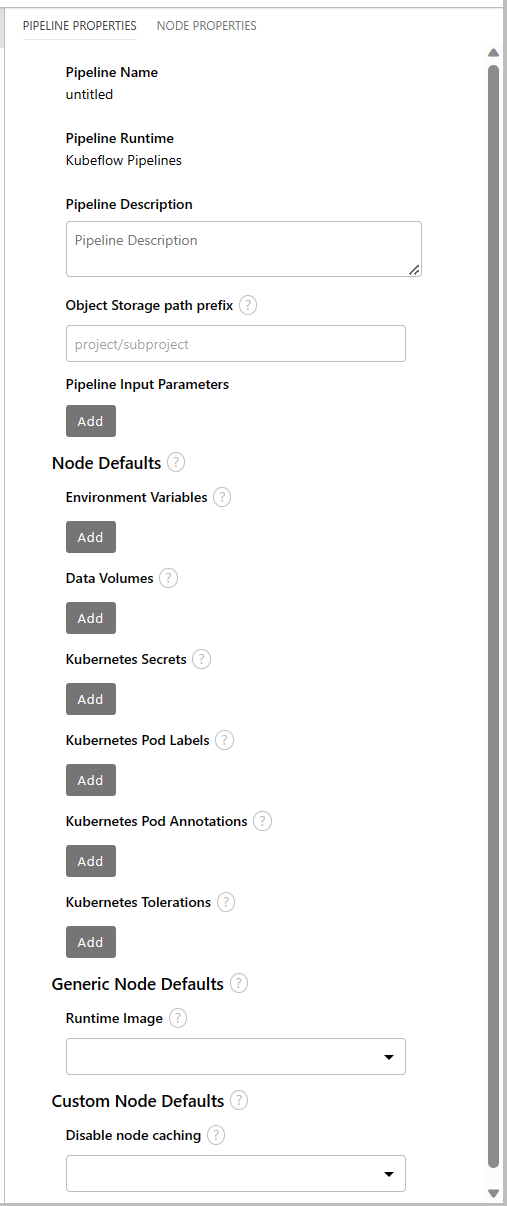 PIPELINE PROPERTIES NODE PROPERTIES
Pipeline Name
untitled
Pipeline Runtime
Kubeflow Pipelines
Pipeline Description
Pipeline Description
Object Storage path prefix ?
project/subproject
Pipeline Input Parameters
Add
Node Defaults ?
Environment Variables ?
Add
Data Volumes ?
Add
Kubernetes Secrets ?
Add
Kubernetes Pod Labels ?
Add
Kubernetes Pod Annotations ?
Add
Kubernetes Tolerations ?
Add
Generic Node Defaults ?
Runtime Image ?
Custom Node Defaults ?
Disable node caching ?